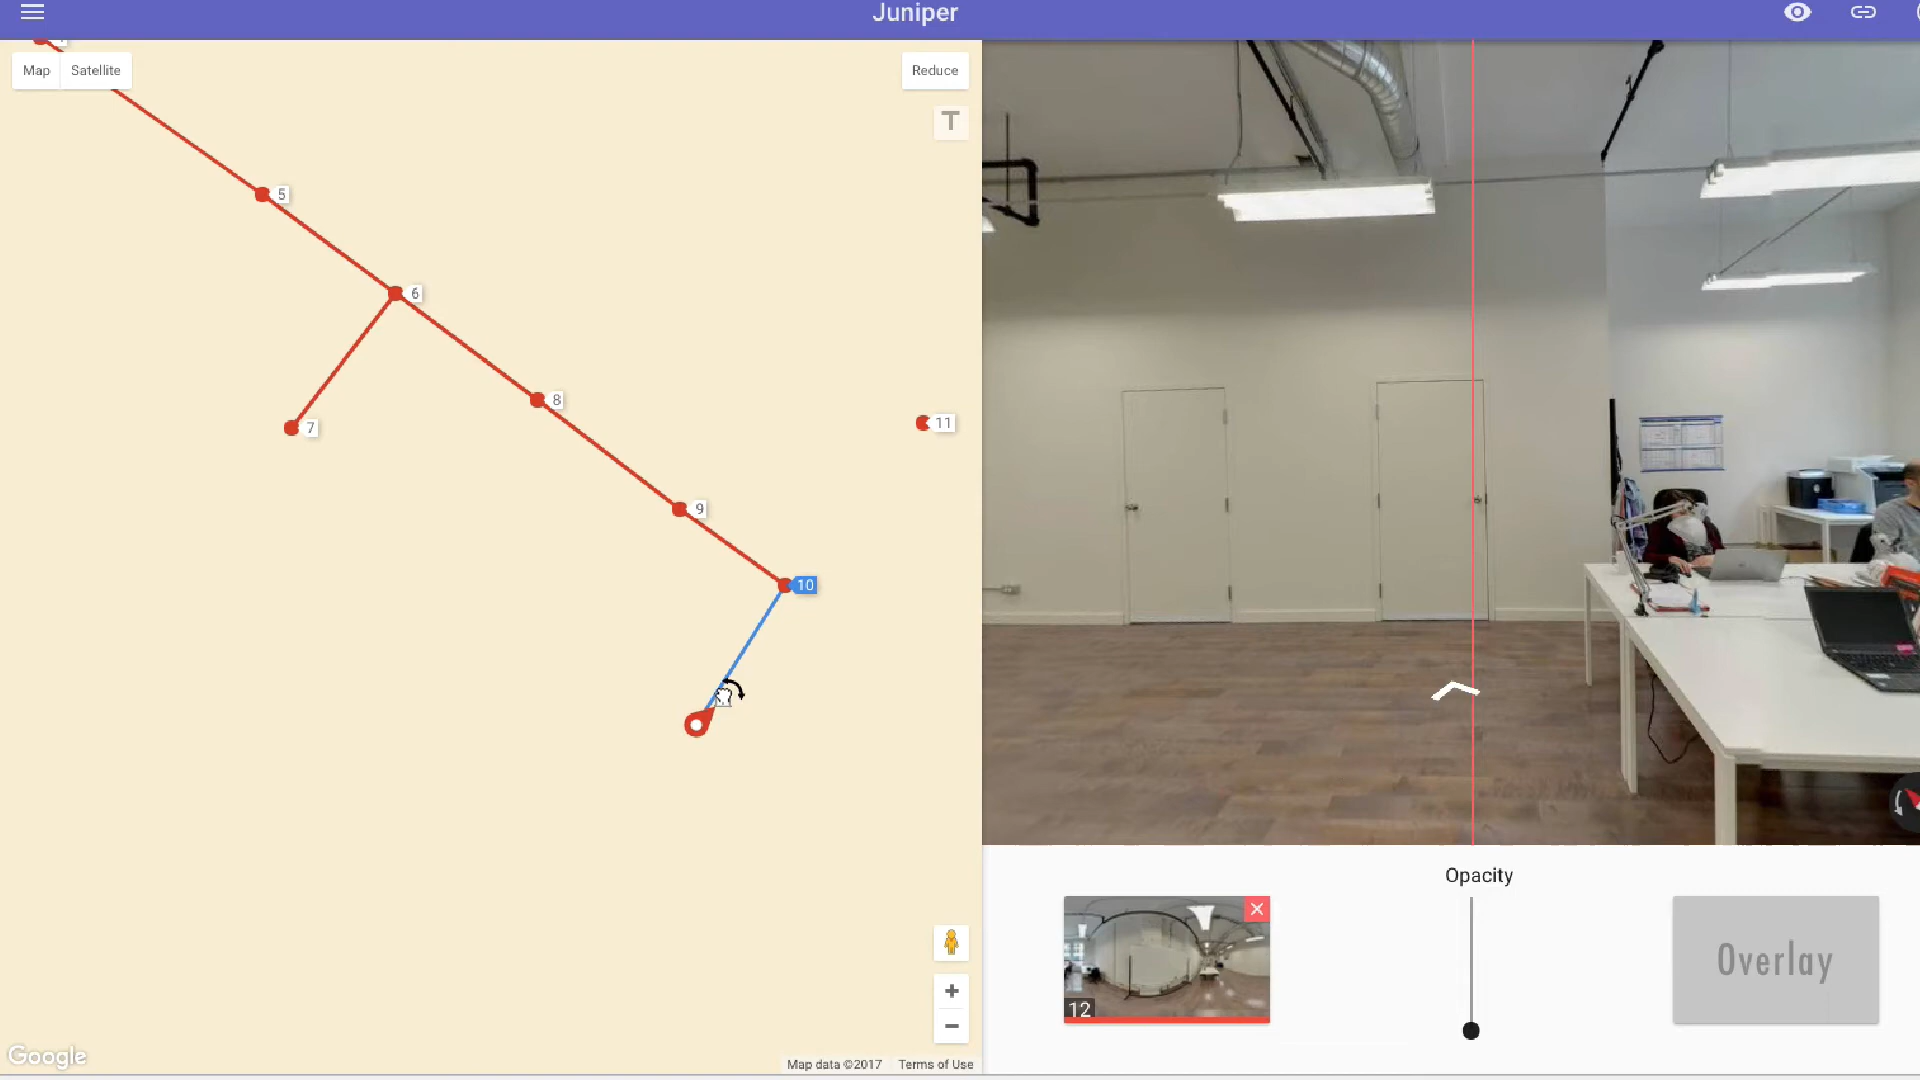 Juniper
Map
Satellite
Reduce
T
5
6
7
8
9
10
11
Opacity
12
Overlay
Google
Map data ©2017
Terms of Use